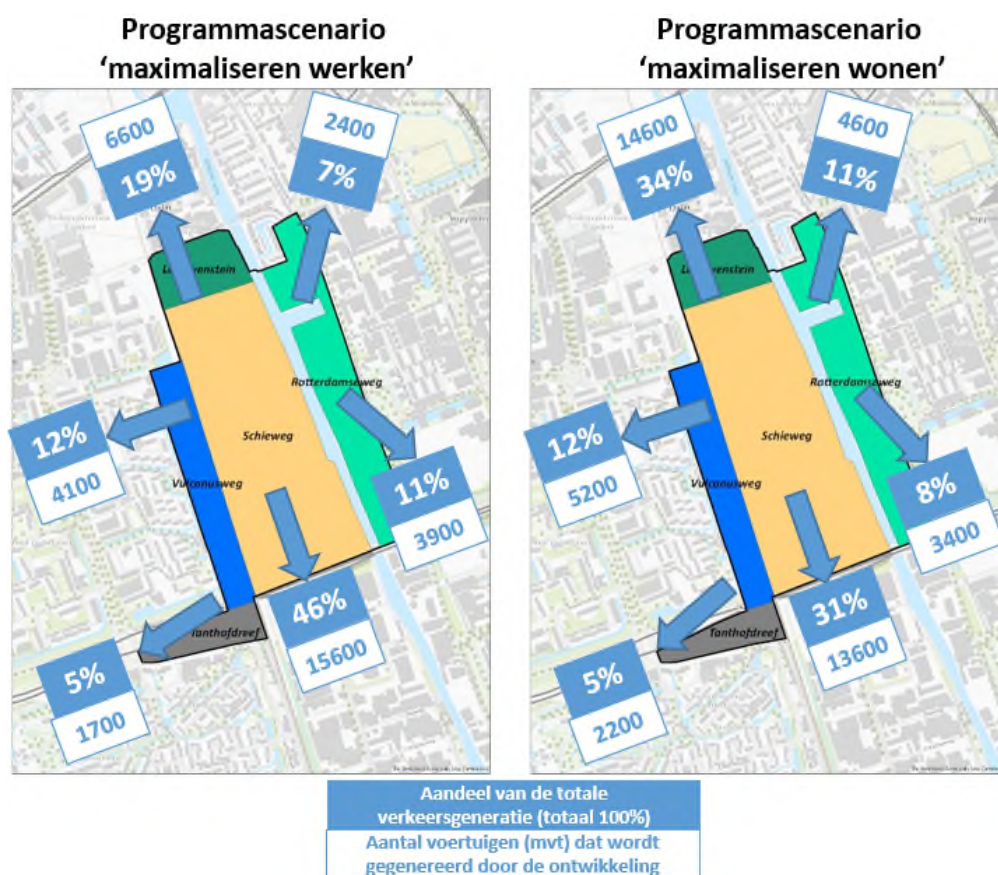 Programmascenario
'maximaliseren werken'
6600
19%
2400
7%
Rotterdamseweg
Schieweg
12%
4100
Vulcanusweg
11%
3900
46%
15600
Tanthofdreef
5%
1700
Programmascenario
'maximaliseren wonen'
14600
34%
4600
11%
Rotterdamseweg
Schieweg
12%
5200
Vulcanusweg
8%
3400
31%
13600
Tanthofdreef
5%
2200
Aandeel van de totale
verkeersgeneratie (totaal 100%)
Aantal voertuigen (mvt) dat wordt
gegenereerd door de ontwikkeling